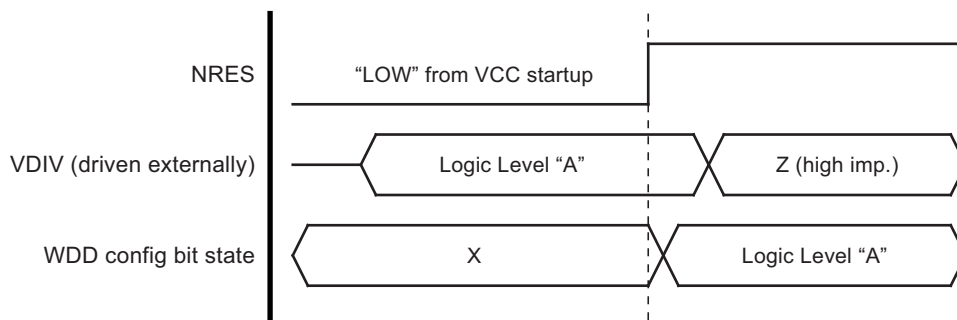 NRES
“LOW” from VCC startup
VDIV (driven externally)
Logic Level “A”
Z (high imp.)
WDD config bit state
X
Logic Level “A”